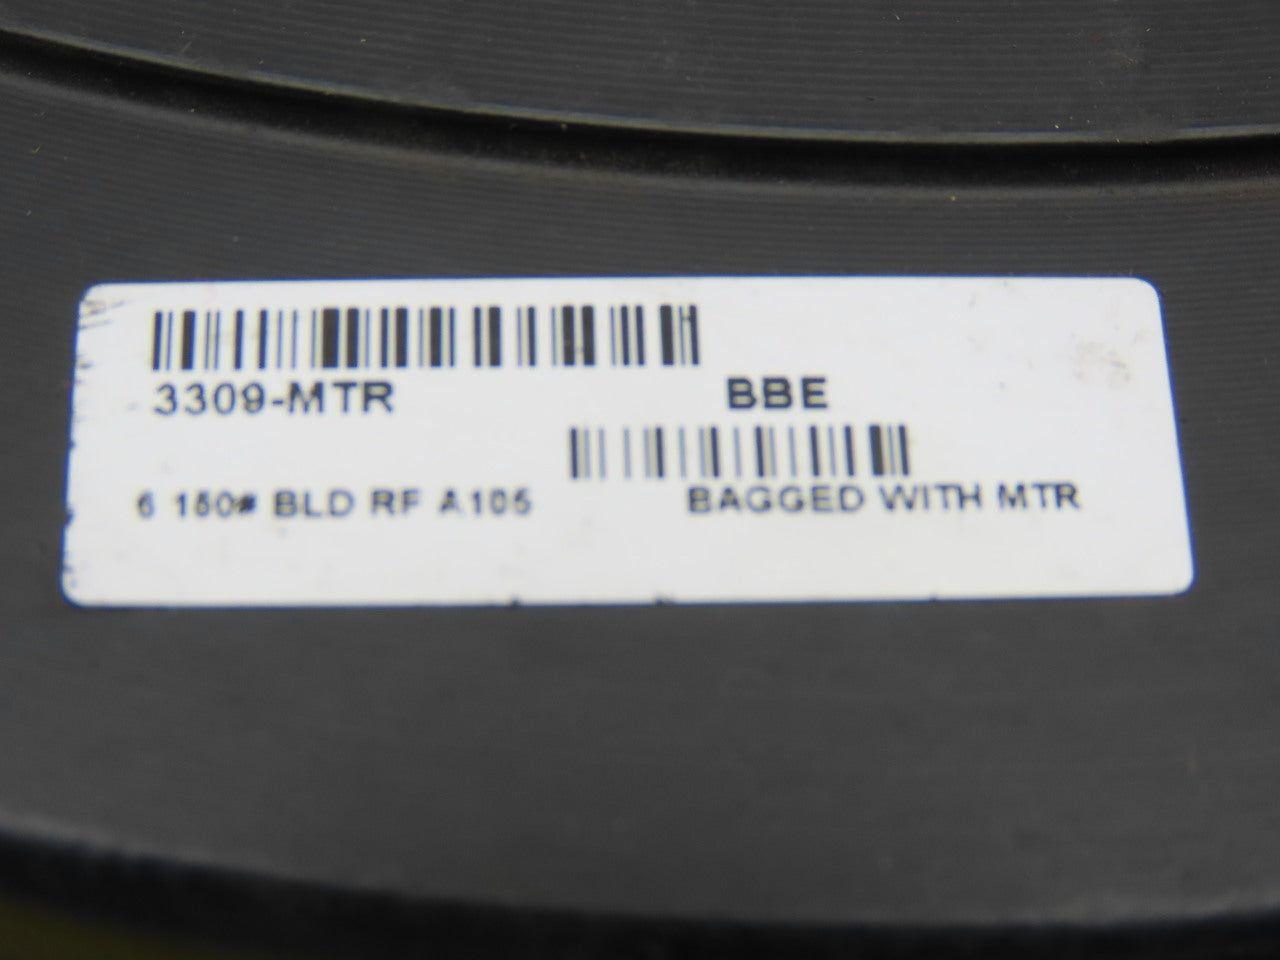 3309-MTR
BBE
6 150# BLD RF A105
BAGGED WITH MTR